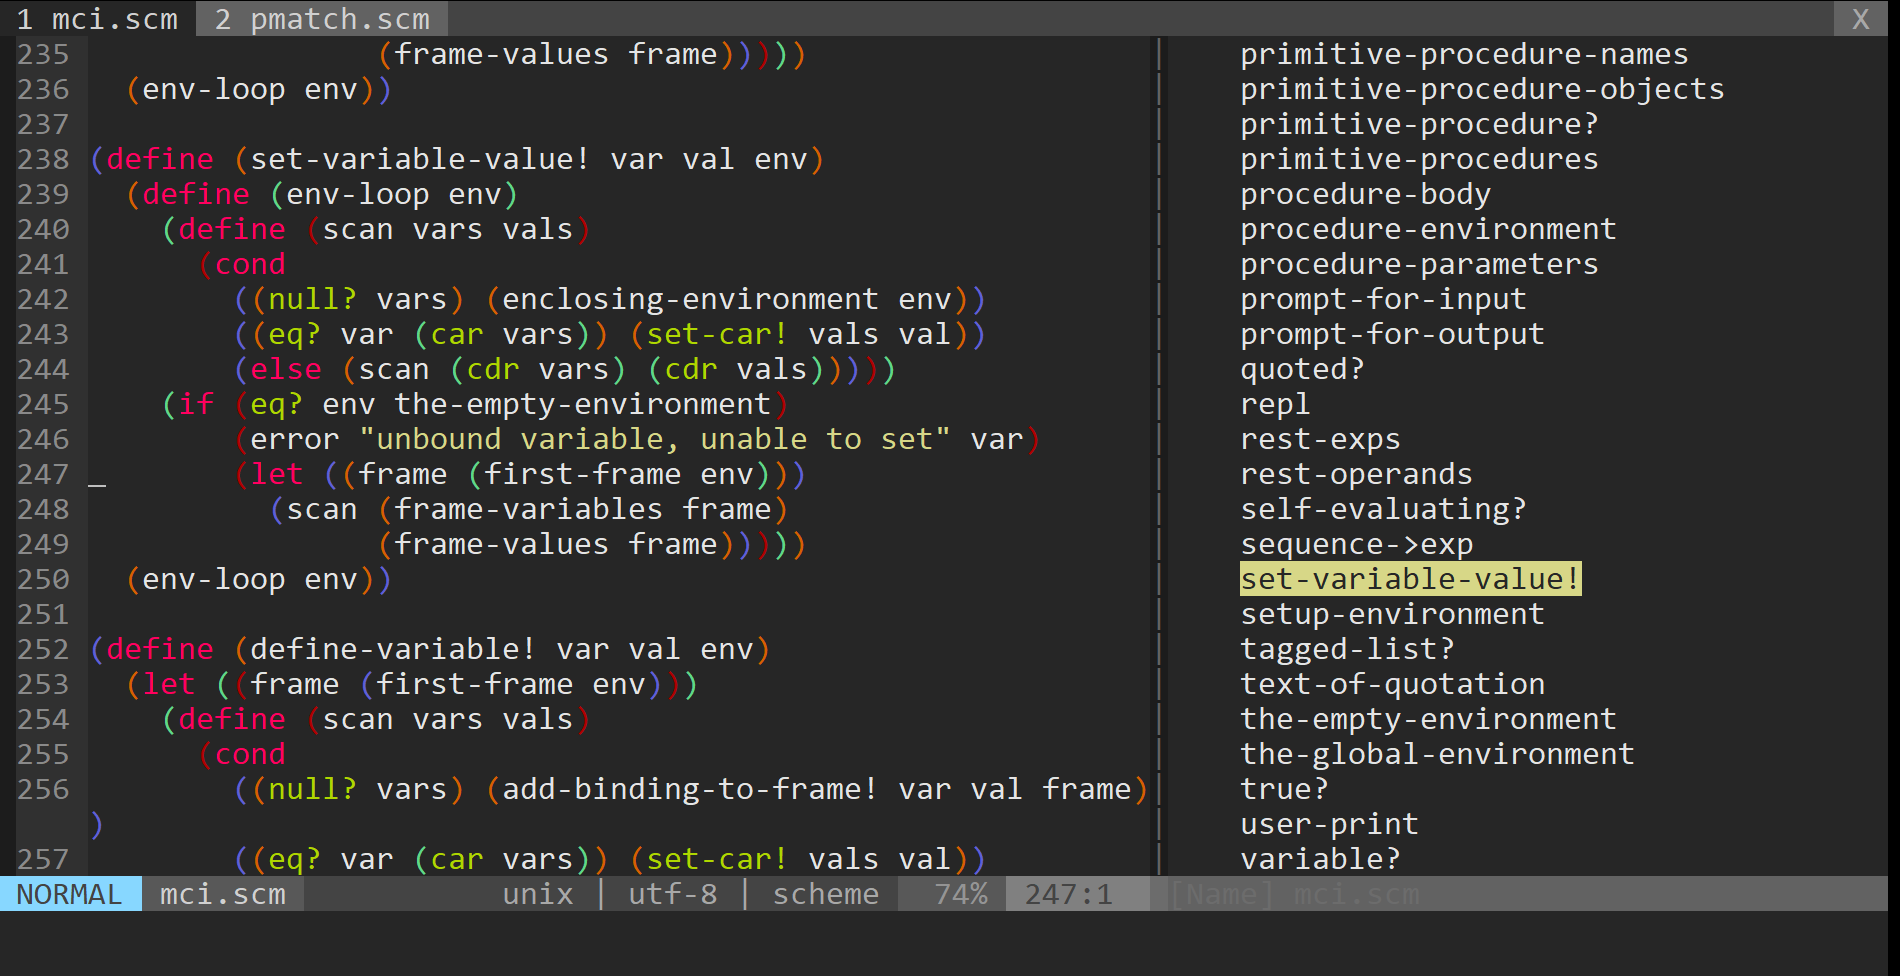 1 mci.scm  2 pmatch.scm X
235                 (frame-values frame)))))
236   (env-loop env))
237
238 (define (set-variable-value! var val env)
239   (define (env-loop env)
240     (define (scan vars vals)
241       (cond
242         ((null? vars) (enclosing-environment env))
243         ((eq? var (car vars)) (set-car! vals val))
244         (else (scan (cdr vars) (cdr vals)))))
245     (if (eq? env the-empty-environment)
246         (error "unbound variable, unable to set" var)
247         (let ((frame (first-frame env)))
248           (scan (frame-variables frame)
249                 (frame-values frame)))))
250   (env-loop env))
251
252 (define (define-variable! var val env)
253   (let ((frame (first-frame env)))
254     (define (scan vars vals)
255       (cond
256         ((null? vars) (add-binding-to-frame! var val frame)
)
257         ((eq? var (car vars)) (set-car! vals val))
primitive-procedure-names
primitive-procedure-objects
primitive-procedure?
primitive-procedures
procedure-body
procedure-environment
procedure-parameters
prompt-for-input
prompt-for-output
quoted?
repl
rest-exps
rest-operands
self-evaluating?
sequence->exp
set-variable-value!
setup-environment
tagged-list?
text-of-quotation
the-empty-environment
the-global-environment
true?
user-print
variable?
NORMAL mci.scm unix | utf-8 | scheme 74% 247:1 [Name] mci.scm